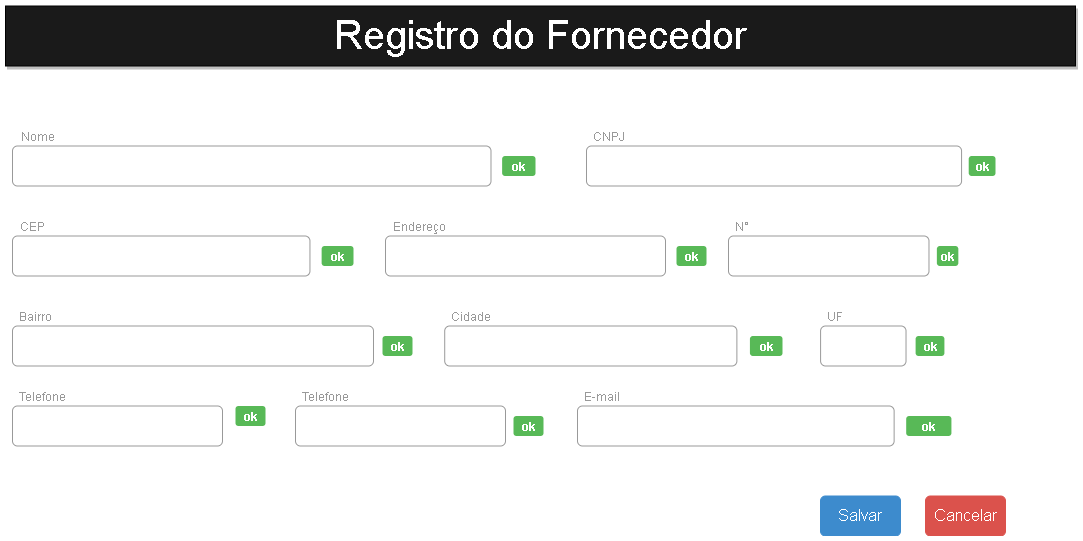 Registro do Fornecedor
Nome CNPJ
ok ok
CEP Endereço N°
ok ok ok
Bairro Cidade UF
ok ok ok
Telefone Telefone E-mail
ok ok ok
Salvar Cancelar